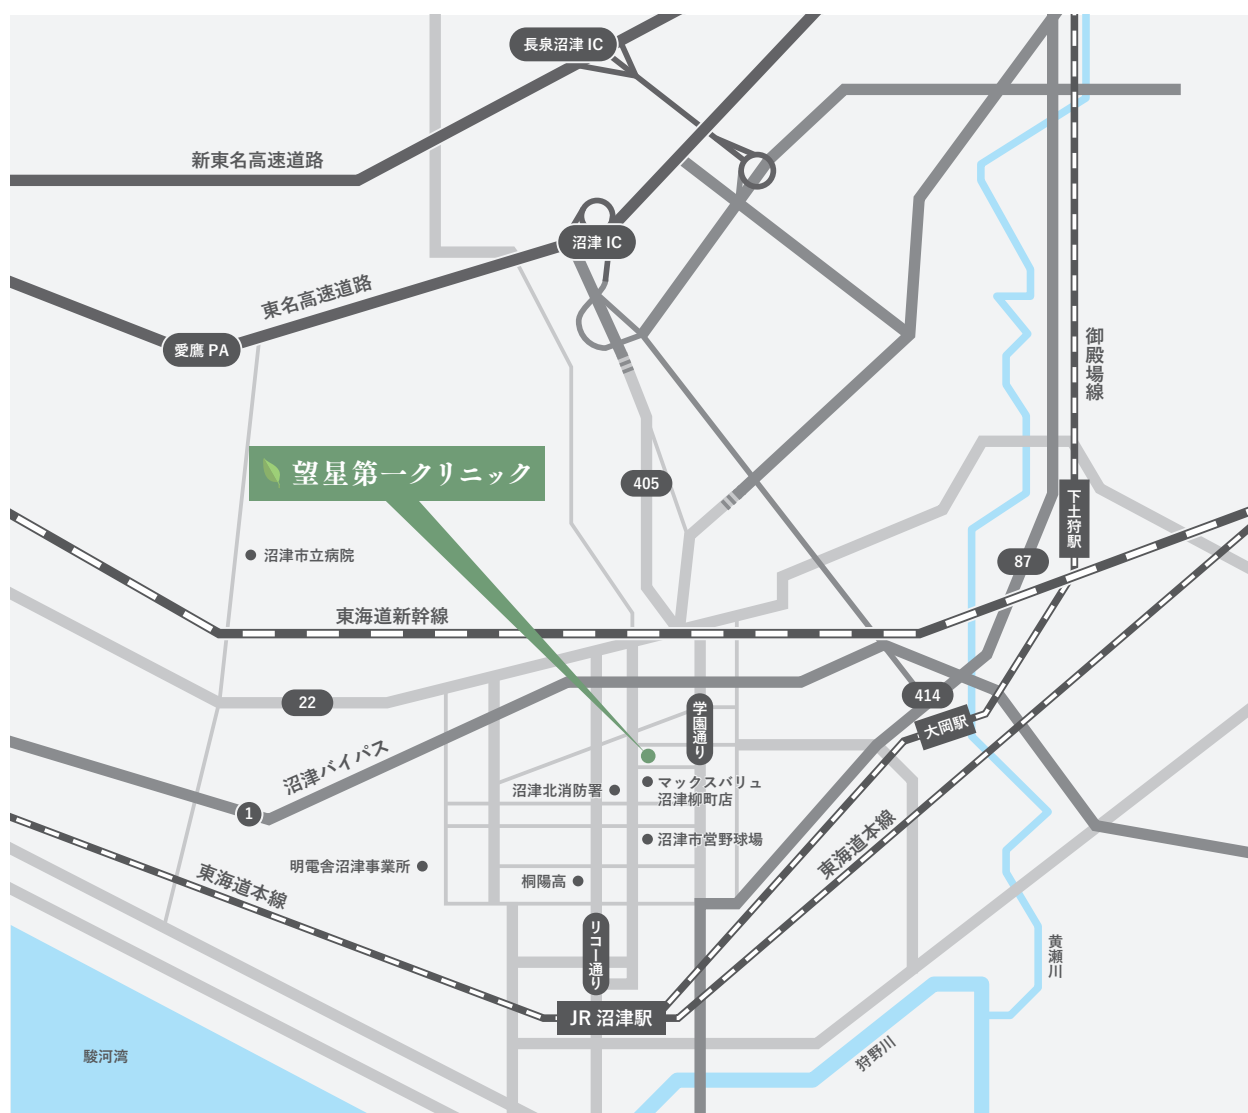 長泉沼津 IC
新東名高速道路
沼津 IC
東名高速道路
愛鷹 PA
御殿場線
望星第一クリニック
405
下土狩駅
沼津市立病院
87
東海道新幹線
22
414
学園通り
大岡駅
沼津バイパス
マックスバリュ
沼津柳町店
沼津北消防署
1
沼津市営野球場
東海道本線
明電舎沼津事業所
東海道本線
桐陽高
リコー通り
黄瀬川
JR 沼津駅
狩野川
駿河湾